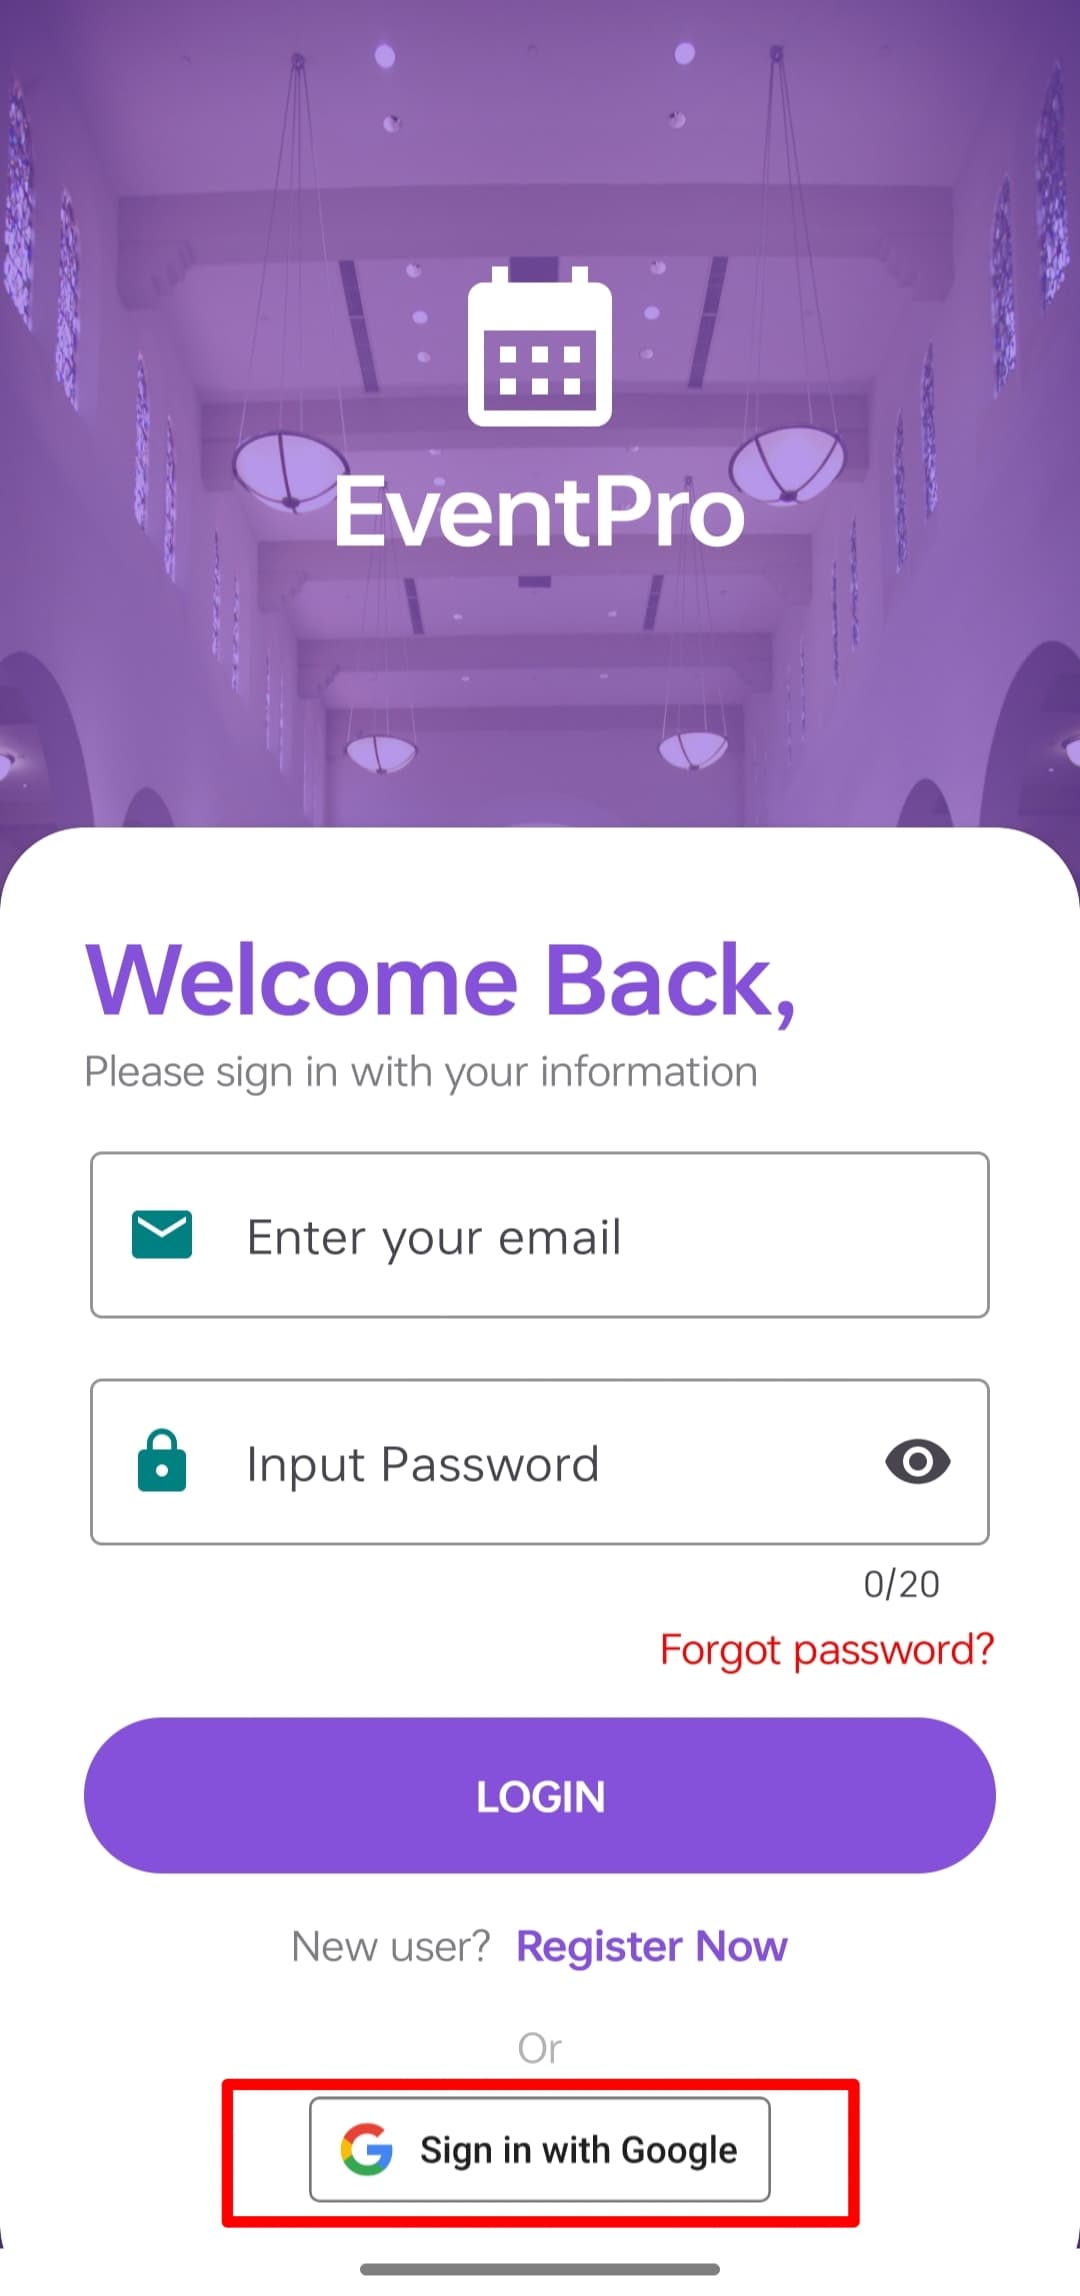 EventPro
Welcome Back,
Please sign in with your information
Enter your email
Input Password
0/20
Forgot password?
LOGIN
New user? Register Now
Or
Sign in with Google